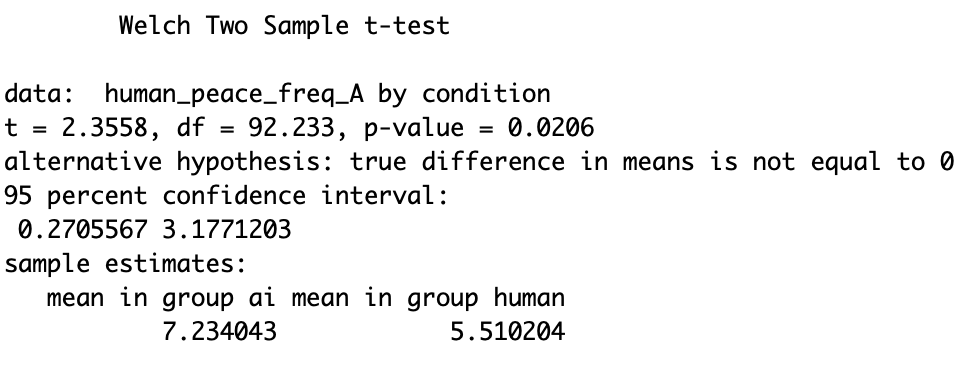 Welch Two Sample t-test
data:  human_peace_freq_A by condition
t = 2.3558, df = 92.233, p-value = 0.0206
alternative hypothesis: true difference in means is not equal to 0
95 percent confidence interval:
 0.2705567 3.1771203
sample estimates:
   mean in group ai mean in group human
           7.234043            5.510204